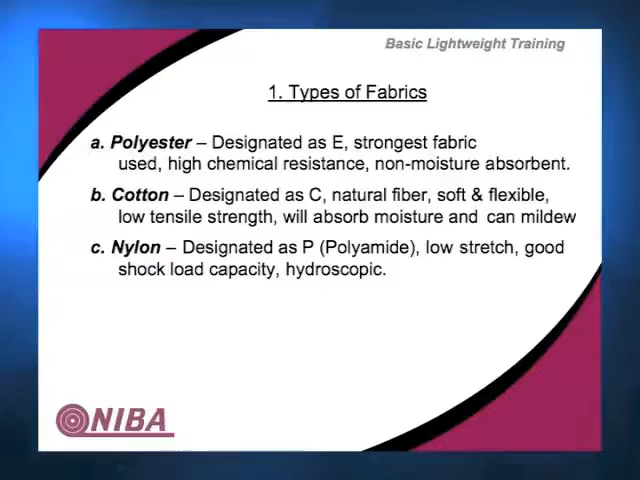 Basic Lightweight Training
1. Types of Fabrics
a. Polyester – Designated as E, strongest fabric
used, high chemical resistance, non-moisture absorbent.
b. Cotton – Designated as C, natural fiber, soft & flexible,
low tensile strength, will absorb moisture and can mildew
c. Nylon – Designated as P (Polyamide), low stretch, good
shock load capacity, hydroscopic.
NIBA